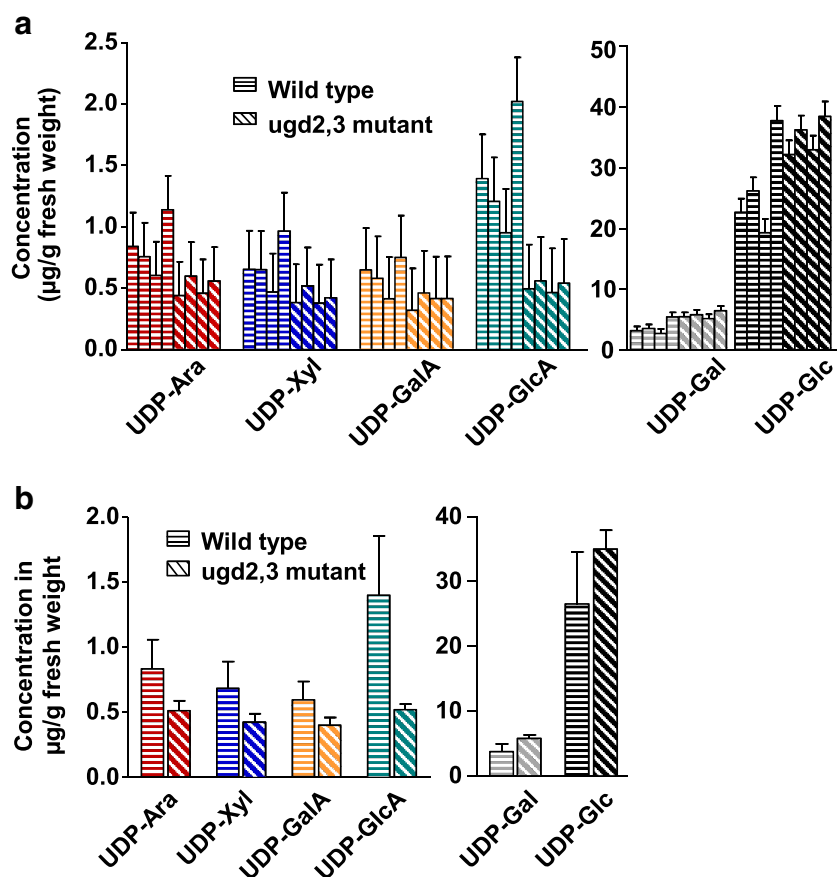 a
Concentration
(µg/g fresh weight)
2.5
2.0
1.5
1.0
0.5
0.0
Wild type
ugd2,3 mutant
UDP-Ara
UDP-Xyl
UDP-GalA
UDP-GlcA
50
40
30
20
10
0
UDP-Gal
UDP-Glc
b
Concentration in
µg/g fresh weight
2.0
1.5
1.0
0.5
0.0
Wild type
ugd2,3 mutant
UDP-Ara
UDP-Xyl
UDP-GalA
UDP-GlcA
40
30
20
10
0
UDP-Gal
UDP-Glc